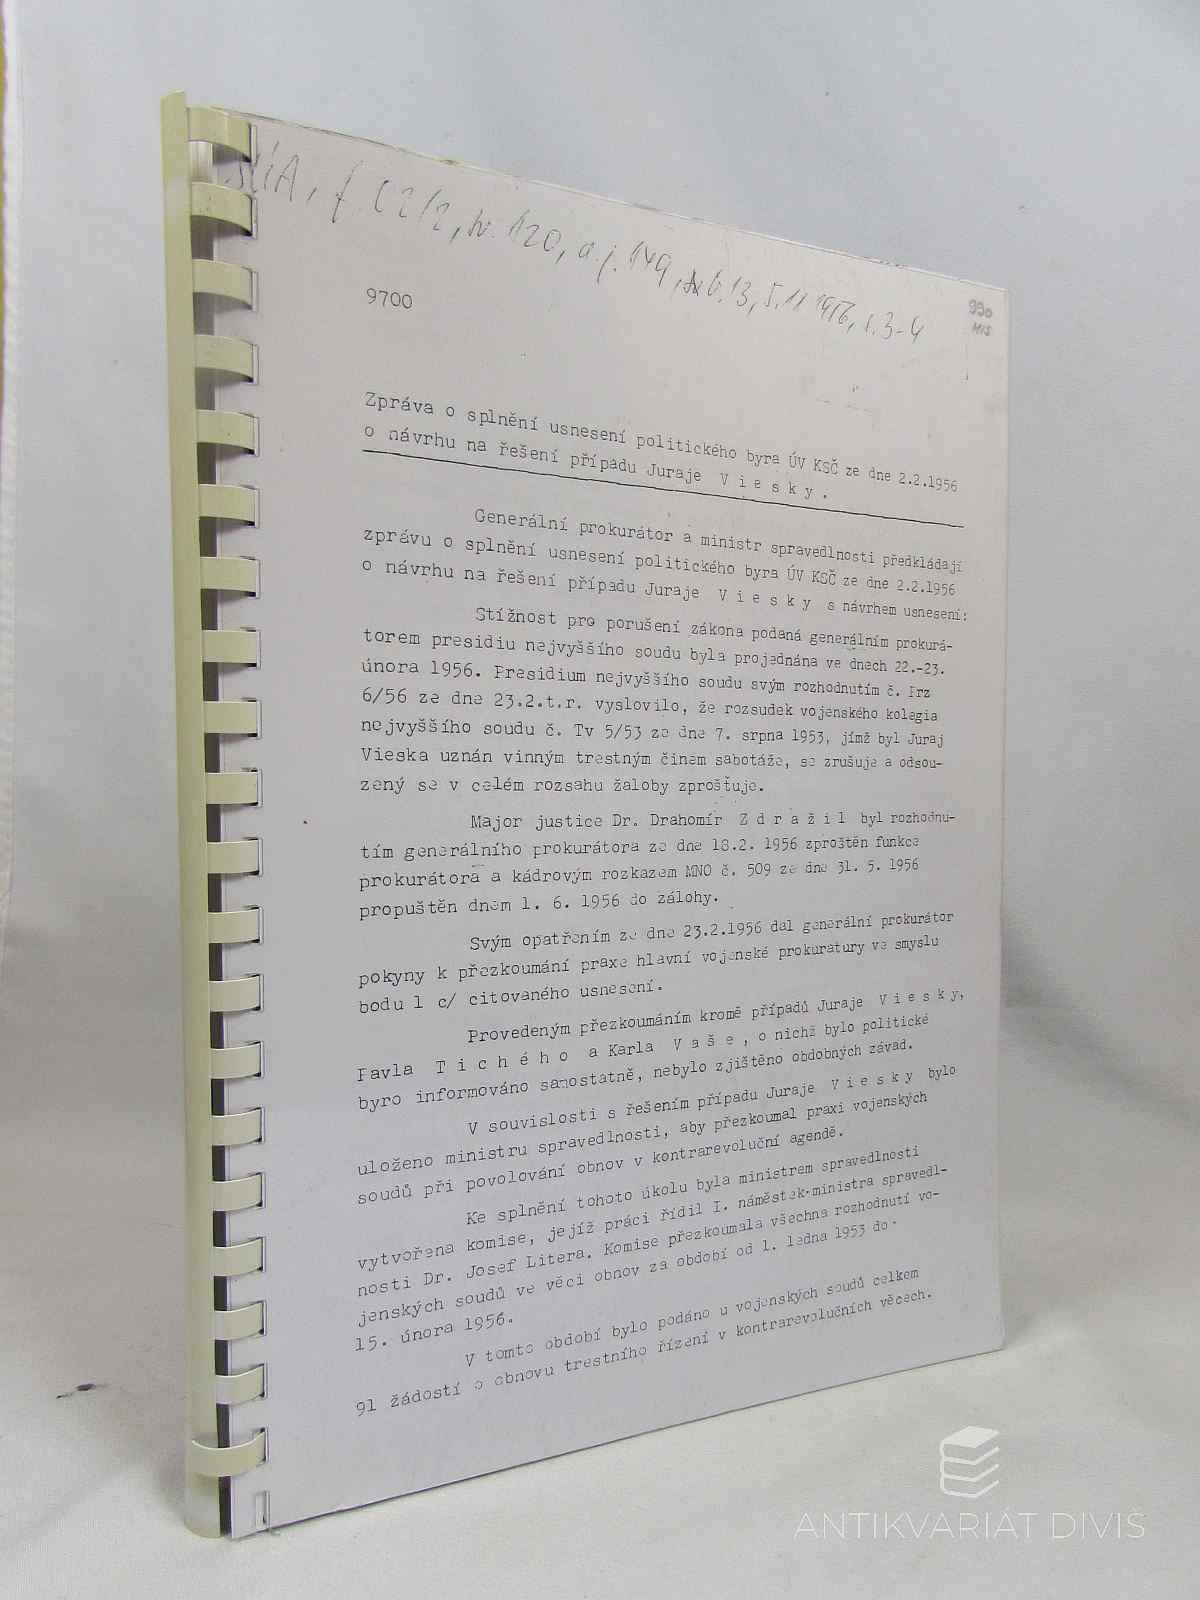 f. 02/2, sv. 120, a.j. 149, b. 13, 5.11 1956, s. 3-4
990
MIS
9700
Zpráva o splnění usnesení politického byra ÚV KSČ ze dne 2.2.1956
o návrhu na řešení případu Juraje V i e s k y .
Generální prokurátor a ministr spravedlnosti předkládají
zprávu o splnění usnesení politického byra ÚV KSČ ze dne 2.2.1956
o návrhu na řešení případu Juraje V i e s k y s návrhem usnesení:
Stížnost pro porušení zákona podaná generálním prokurá-
torem presidiu nejvyššího soudu byla projednána ve dnech 22.-23.
února 1956. Presidium nejvyššího soudu svým rozhodnutím č. Prz
6/56 ze dne 23.2.t.r. vyslovilo, že rozsudek vojenského kolegia
nejvyššího soudu č. Tv 5/53 ze dne 7. srpna 1953, jímž byl Juraj
Vieska uznán vinným trestným činem sabotáže, se zrušuje a odsou-
zený se v celém rozsahu žaloby zprošťuje.
Major justice Dr. Drahomír Z d r a ž i l byl rozhodnu-
tím generálního prokurátora ze dne 18.2. 1956 zproštěn funkce
prokurátora a kádrovým rozkazem MNO č. 509 ze dne 31. 5. 1956
propuštěn dnem 1. 6. 1956 do zálohy.
Svým opatřením ze dne 23.2.1956 dal generální prokurátor
pokyny k přezkoumání praxe hlavní vojenské prokuratury ve smyslu
bodu 1 c/ citovaného usnesení.
Provedeným přezkoumáním kromě případů Juraje V i e s k y,
Pavla T i c h é h o a Karla V a š e , o nichž bylo politické
byro informováno samostatně, nebylo zjištěno obdobných závad.
V souvislosti s řešením případu Juraje V i e s k y bylo
uloženo ministru spravedlnosti, aby přezkoumal praxi vojenských
soudů při povolování obnov v kontrarevoluční agendě.
Ke splnění tohoto úkolu byla ministrem spravedlnosti
vytvořena komise, jejíž práci řídil I. náměstek ministra spravedl-
nosti Dr. Josef Litera. Komise přezkoumala všechna rozhodnutí vo-
jenských soudů ve věci obnov za období od 1. ledna 1953 do
15. února 1956.
V tomto období bylo podáno u vojenských soudů celkem
91 žádostí o obnovu trestního řízení v kontrarevolučních věcech.
ANTIKVARIÁT DIVIŠ